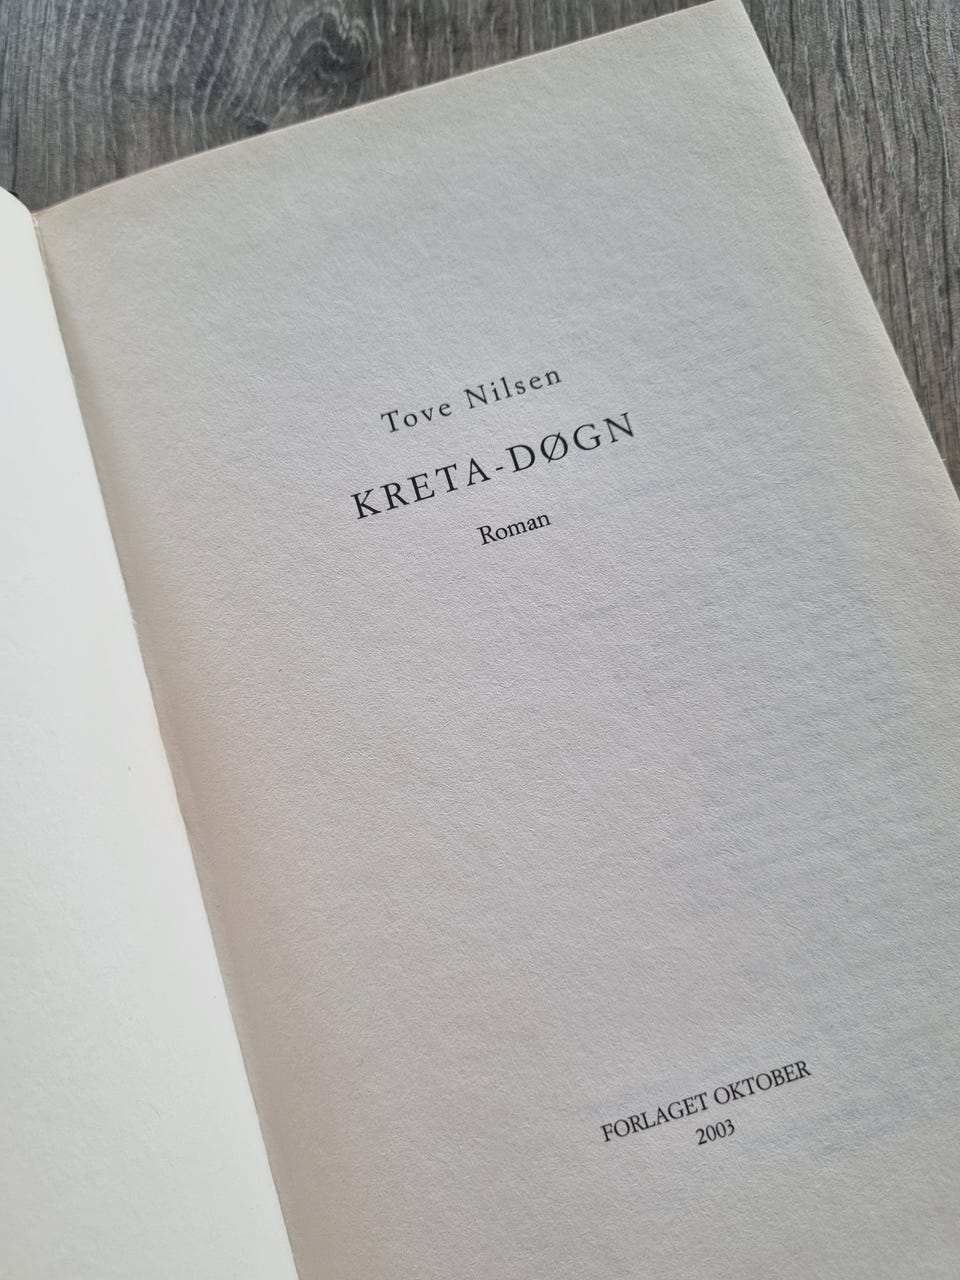 Tove Nilsen
KRETA-DØGN
Roman
FORLAGET OKTOBER
2003